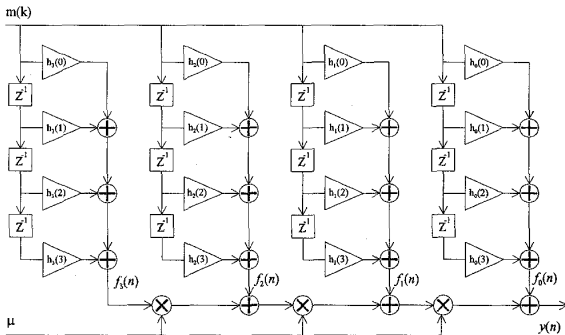 m(k)
h₃(0) h₂(0) h₁(0) h₀(0)
Z⁻¹ Z⁻¹ Z⁻¹ Z⁻¹
h₃(1) h₂(1) h₁(1) h₀(1)
Z⁻¹ Z⁻¹ Z⁻¹ Z⁻¹
h₃(2) h₂(2) h₁(2) h₀(2)
Z⁻¹ Z⁻¹ Z⁻¹ Z⁻¹
h₃(3) h₂(3) h₁(3) h₀(3)
f₃(n) f₂(n) f₁(n) f₀(n)
μ y(n)